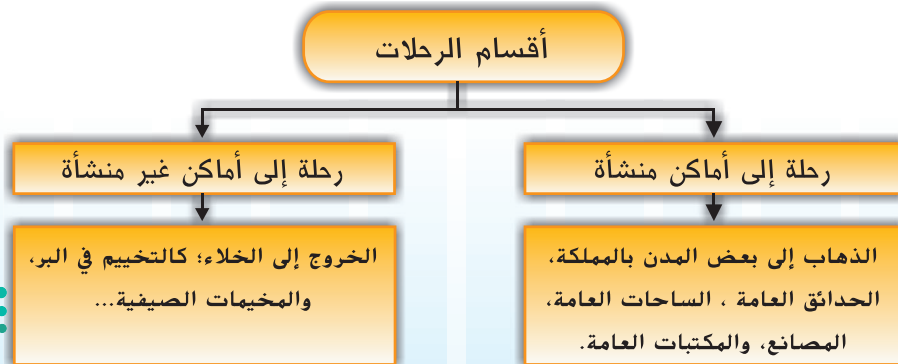 أقسام الرحلات
رحلة إلى أماكن منشأة
الذهاب إلى بعض المدن بالمملكة،
الحدائق العامة ، الساحات العامة،
المصانع، والمكتبات العامة.
رحلة إلى أماكن غير منشأة
الخروج إلى الخلاء؛ كالتخييم في البر،
والمخيمات الصيفية...